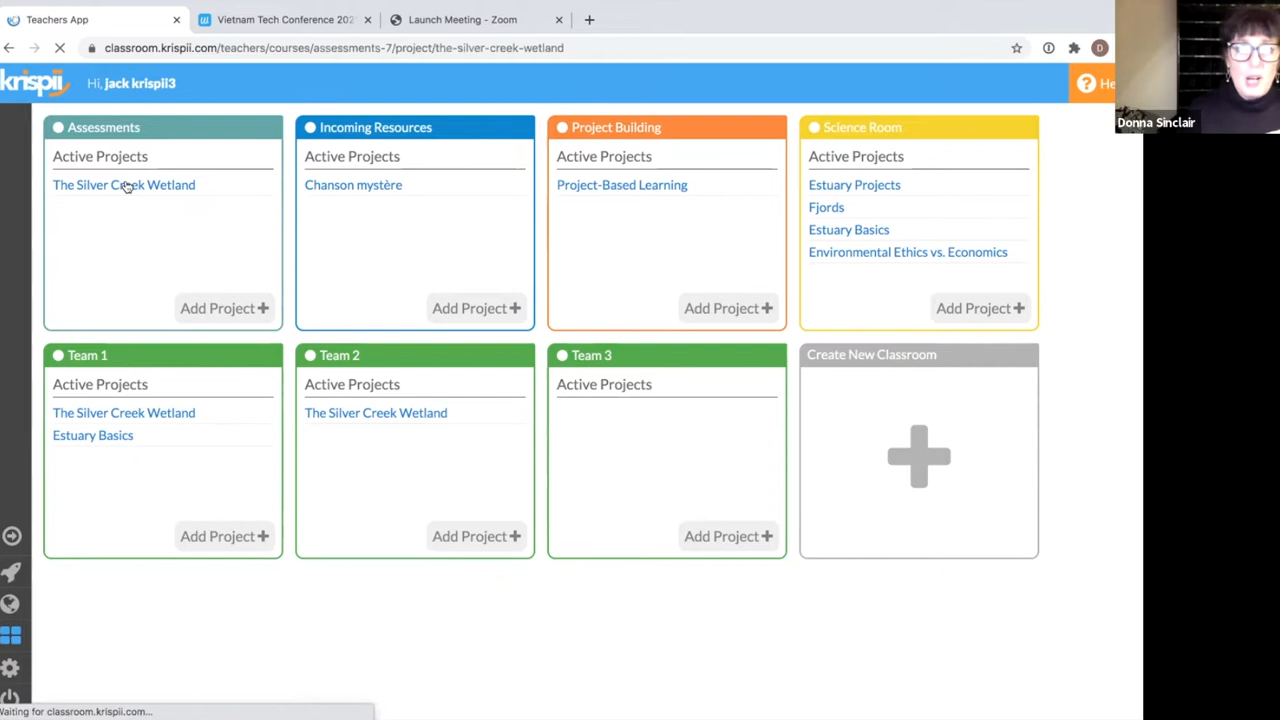 Teachers App
Vietnam Tech Conference 202
Launch Meeting - Zoom
classroom.krispii.com/teachers/courses/assessments-7/project/the-silver-creek-wetland
D
krispii
Hi, jack krispii3
He
Donna Sinclair
Assessments
Active Projects
The Silver Creek Wetland
Add Project
Incoming Resources
Active Projects
Chanson mystère
Add Project
Project Building
Active Projects
Project-Based Learning
Add Project
Science Room
Active Projects
Estuary Projects
Fjords
Estuary Basics
Environmental Ethics vs. Economics
Add Project
Team 1
Active Projects
The Silver Creek Wetland
Estuary Basics
Add Project
Team 2
Active Projects
The Silver Creek Wetland
Add Project
Team 3
Active Projects
Add Project
Create New Classroom
Waiting for classroom.krispii.com...